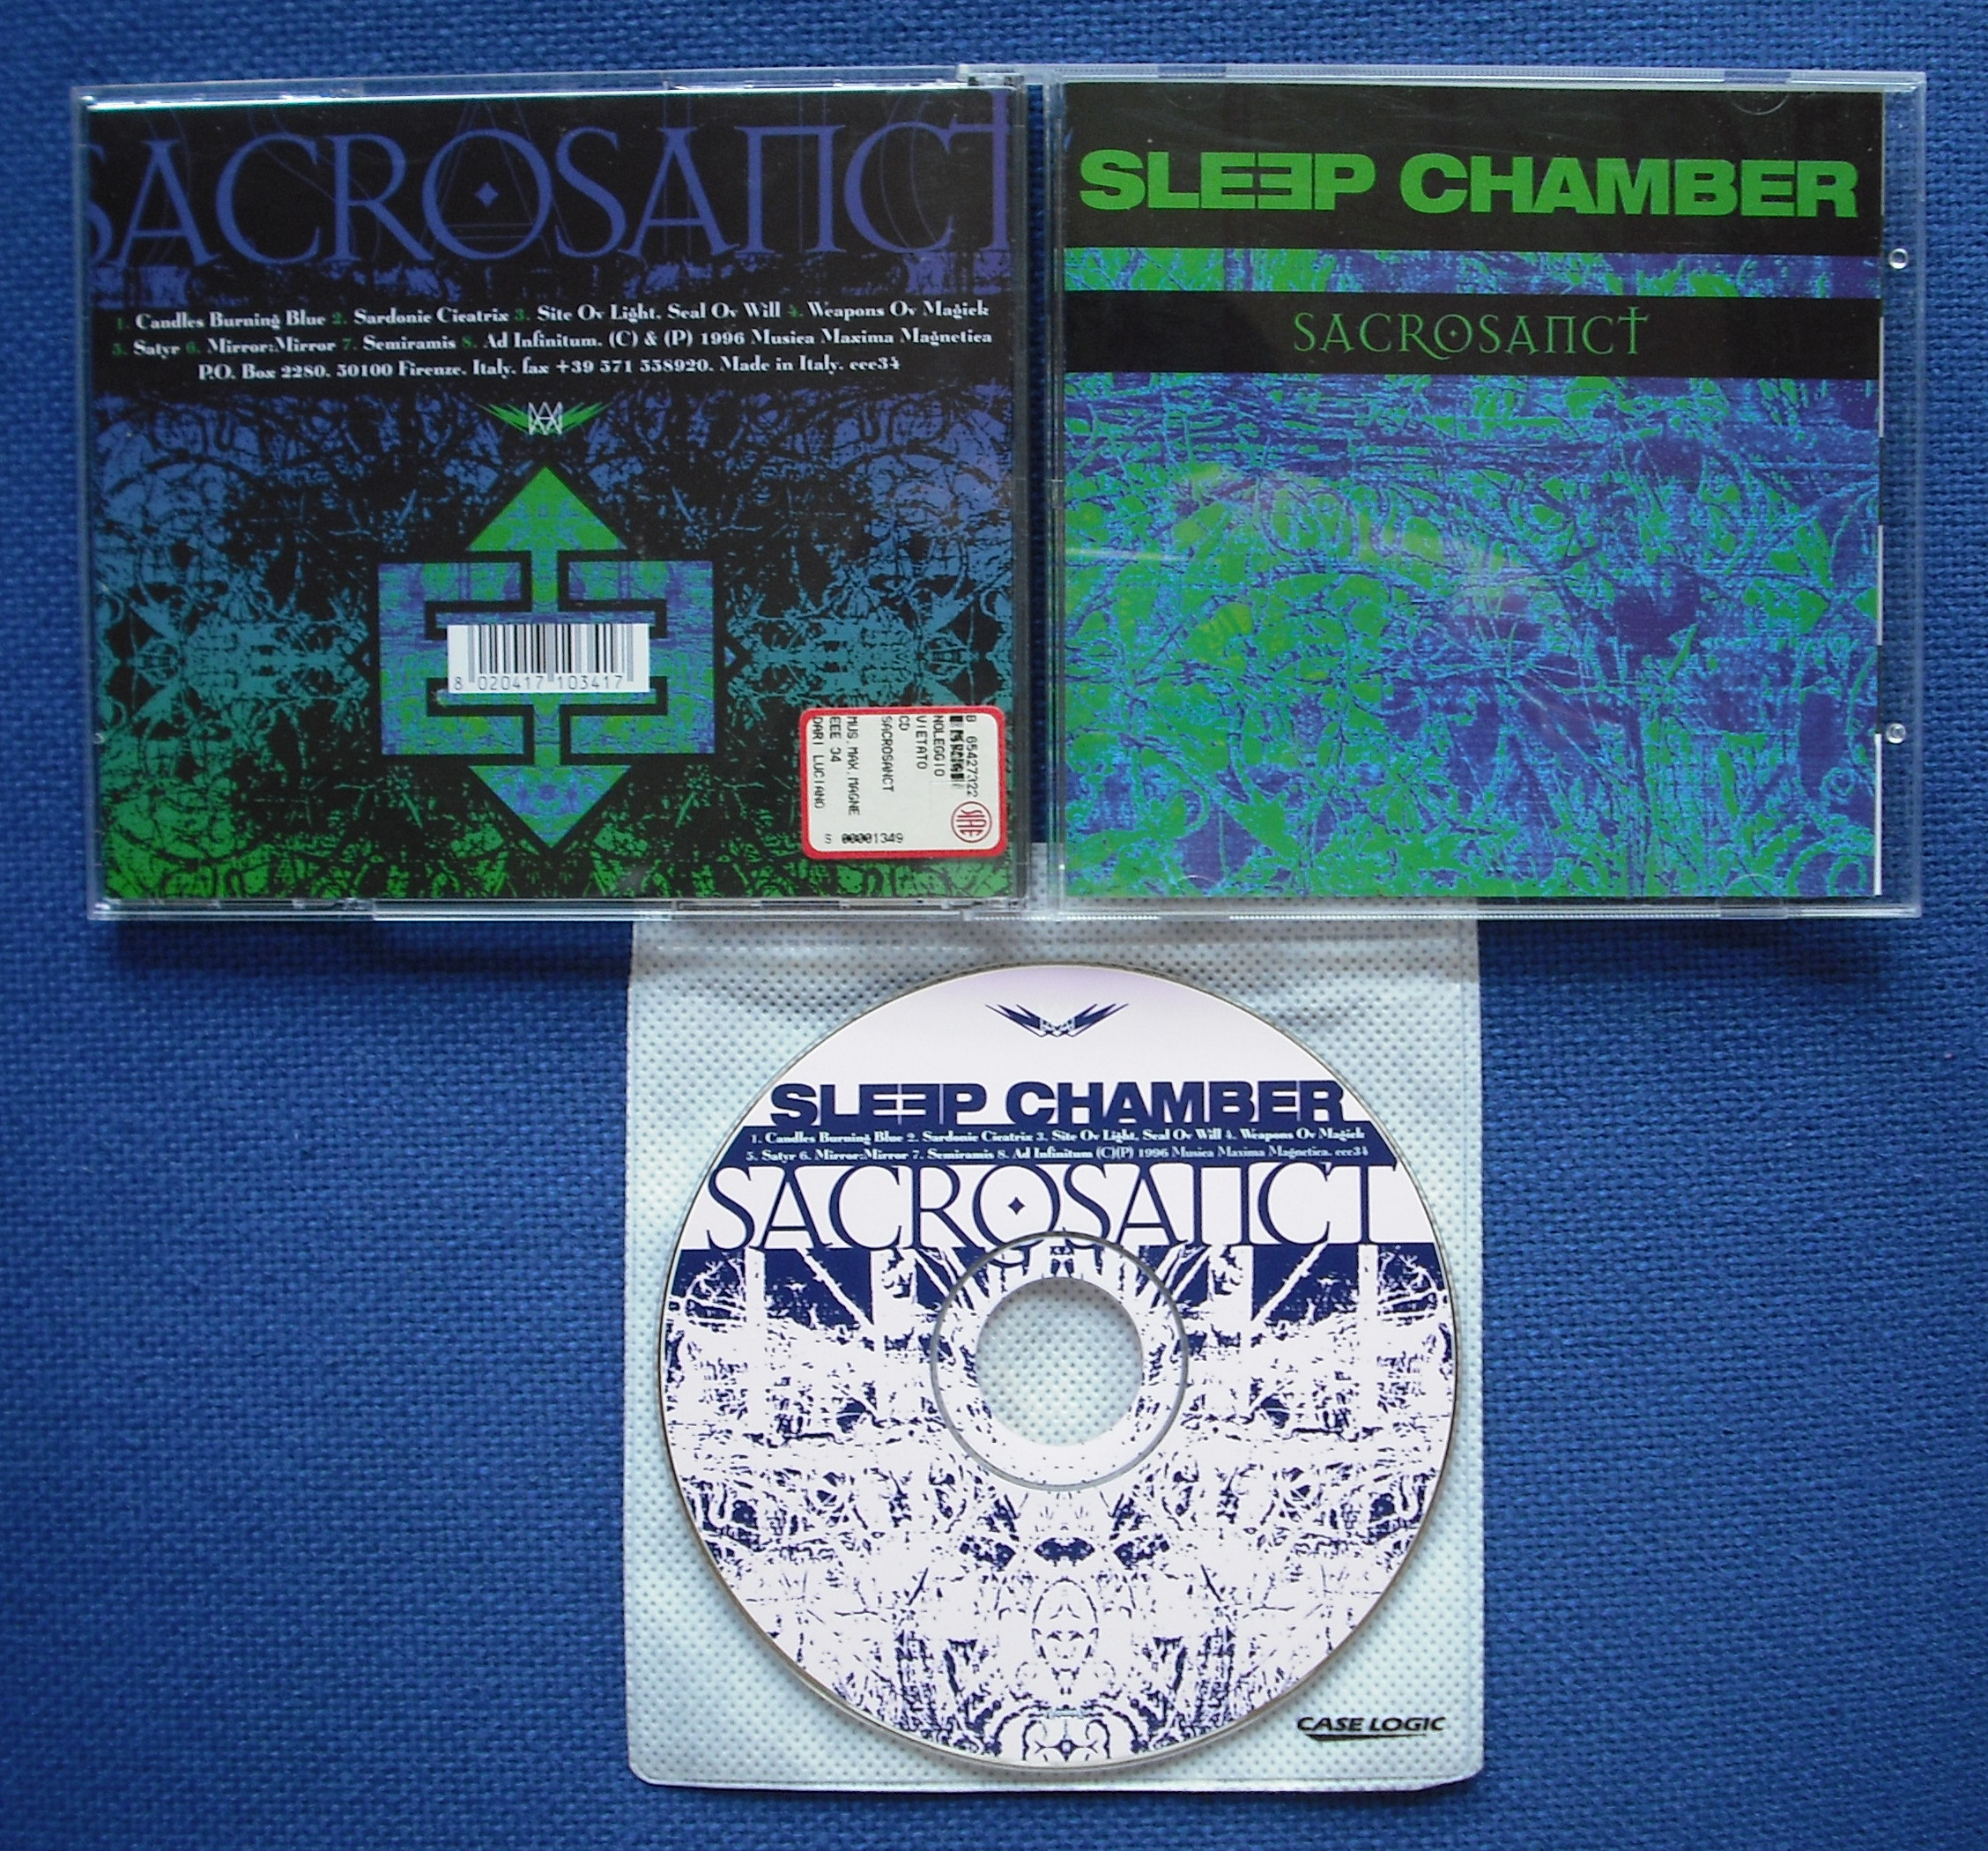 SACROSANCT
1. Candles Burning Blue 2. Sardonic Cicatrix 3. Site Ov Light, Seal Ov Will 4. Weapons Ov Magick
5. Satyr 6. Mirror:Mirror 7. Semiramis 8. Ad Infinitum. (C) & (P) 1996 Musica Maxima Magnetica
P.O. Box 2280. 50100 Firenze. Italy. fax +39 571 558920. Made in Italy. eee34
8 020417 103417
B 65427322
NOLEGGIO
VIETATO
CD
SACROSANCT
MUS.MAX.MAGNE
EEE 34
DARI LUCIANO
S 00001349
SIAE
SLEEP CHAMBER
SACROSANCT
SLEEP CHAMBER
1. Candles Burning Blue 2. Sardonic Cicatrix 3. Site Ov Light, Seal Ov Will 4. Weapons Ov Magick
5. Satyr 6. Mirror:Mirror 7. Semiramis 8. Ad Infinitum (C)(P) 1996 Musica Maxima Magnetica. eee34
SACROSANCT
CASE LOGIC